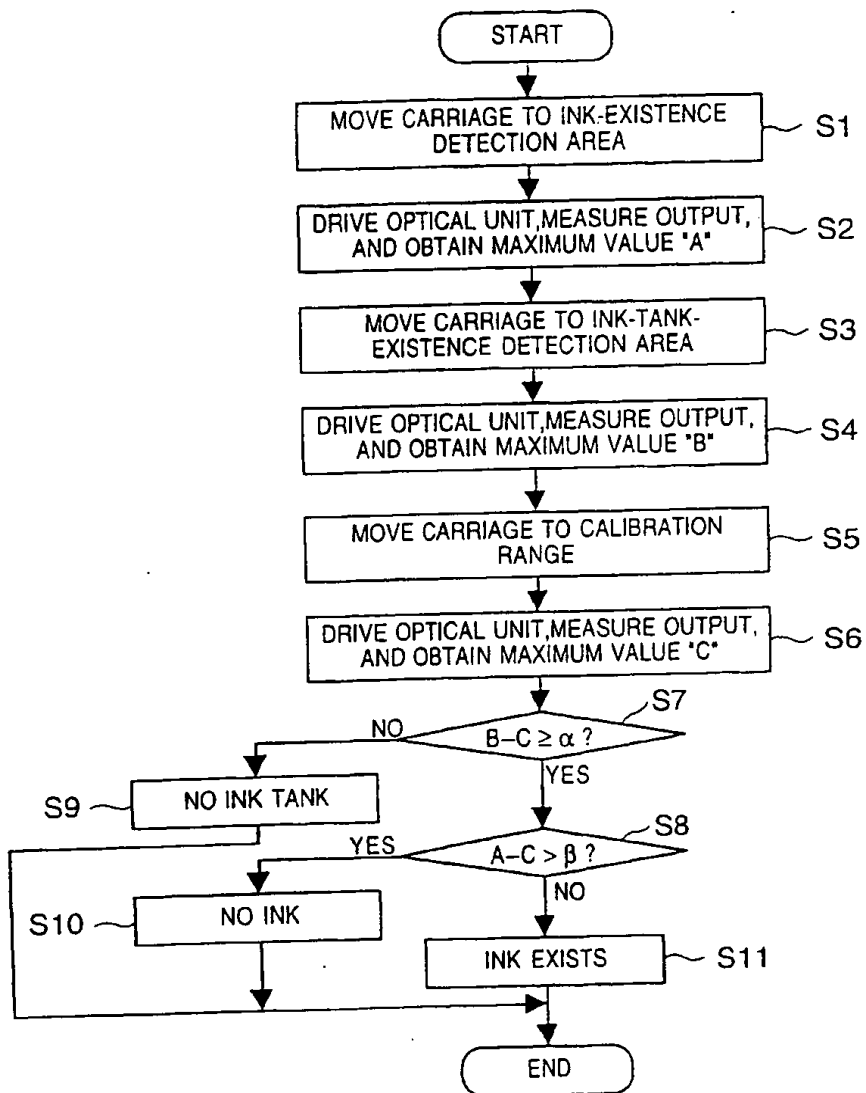 START
MOVE CARRIAGE TO INK-EXISTENCE
DETECTION AREA
S1
DRIVE OPTICAL UNIT,MEASURE OUTPUT,
AND OBTAIN MAXIMUM VALUE "A"
S2
MOVE CARRIAGE TO INK-TANK-
EXISTENCE DETECTION AREA
S3
DRIVE OPTICAL UNIT,MEASURE OUTPUT,
AND OBTAIN MAXIMUM VALUE "B"
S4
MOVE CARRIAGE TO CALIBRATION
RANGE
S5
DRIVE OPTICAL UNIT,MEASURE OUTPUT,
AND OBTAIN MAXIMUM VALUE "C"
S6
S7
NO
B–C ≥ α ?
YES
S9
NO INK TANK
S8
YES
A–C > β ?
NO
S10
NO INK
INK EXISTS
S11
END